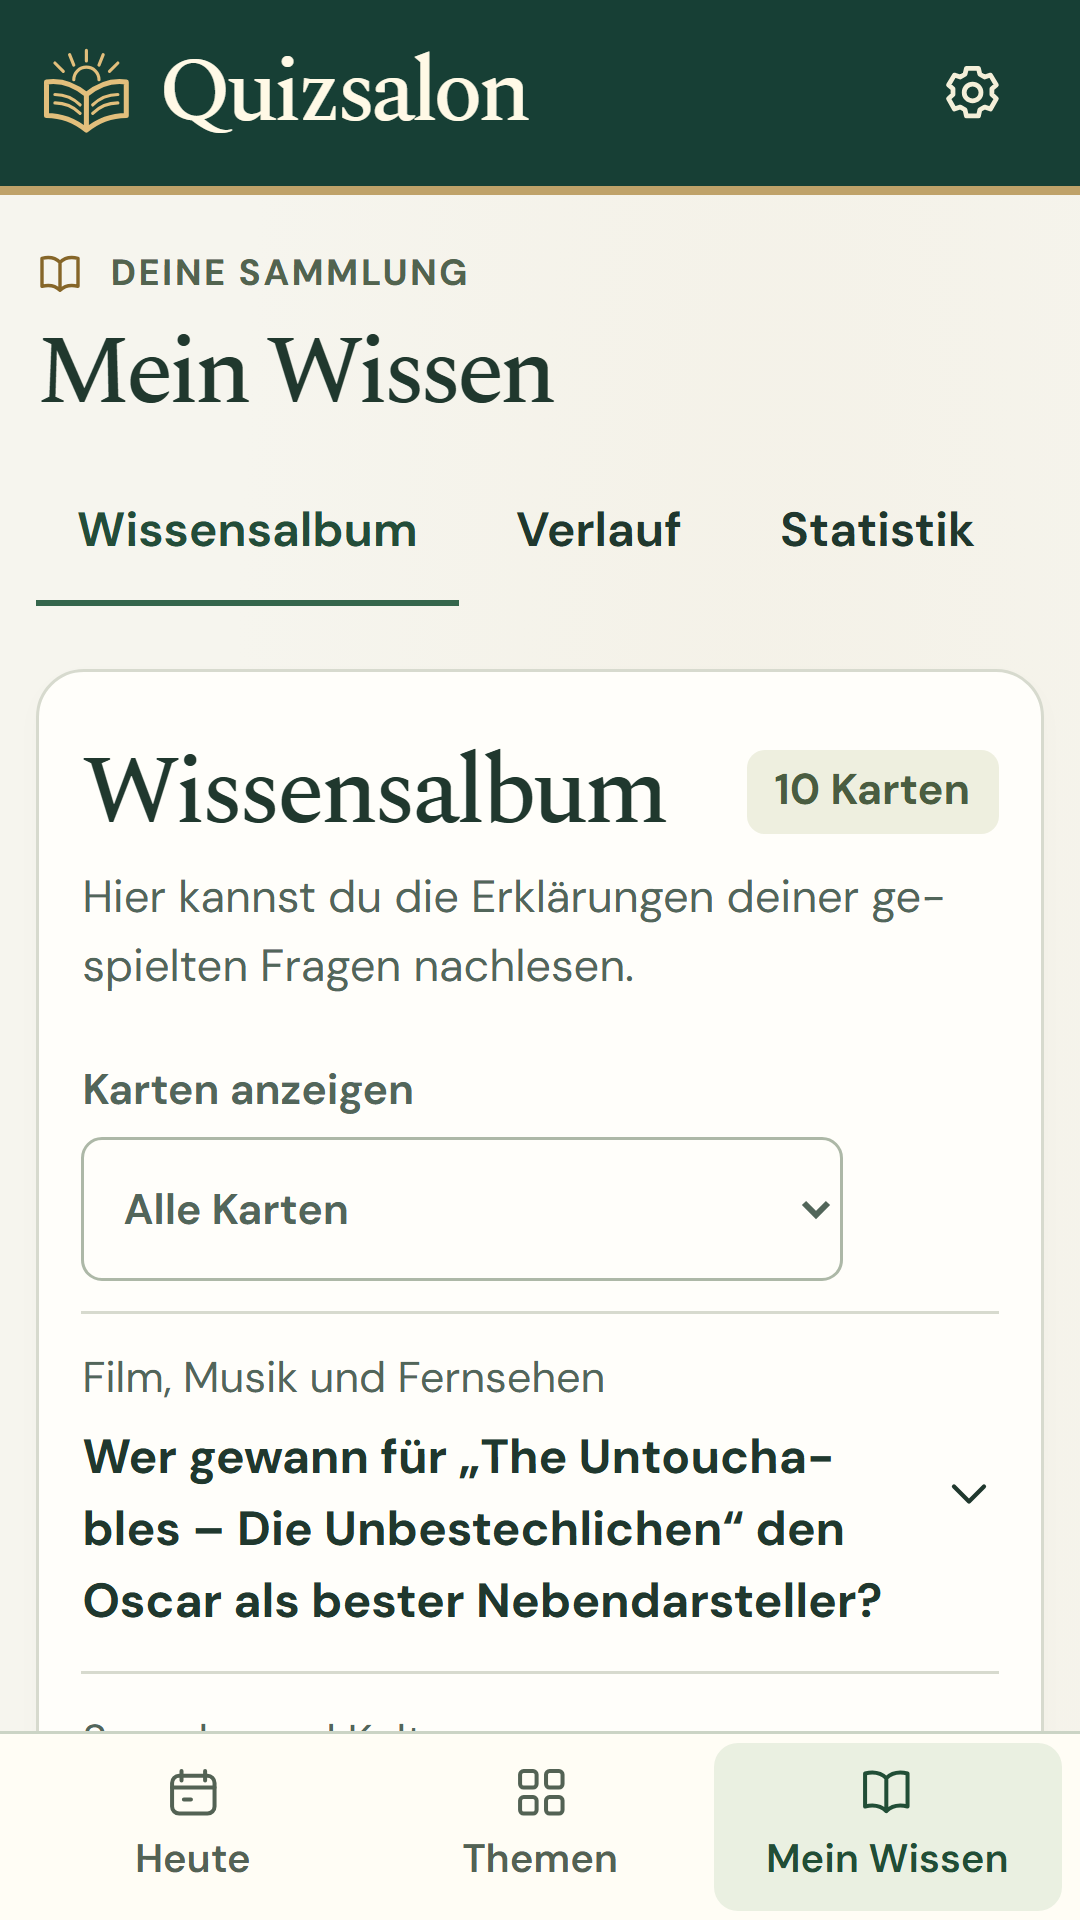 Quizsalon
DEINE SAMMLUNG
Mein Wissen
Wissensalbum
Verlauf
Statistik
Wissensalbum
10 Karten
Hier kannst du die Erklärungen deiner ge-
spielten Fragen nachlesen.
Karten anzeigen
Alle Karten
Film, Musik und Fernsehen
Wer gewann für „The Untoucha-
bles – Die Unbestechlichen“ den
Oscar als bester Nebendarsteller?
Heute
Themen
Mein Wissen